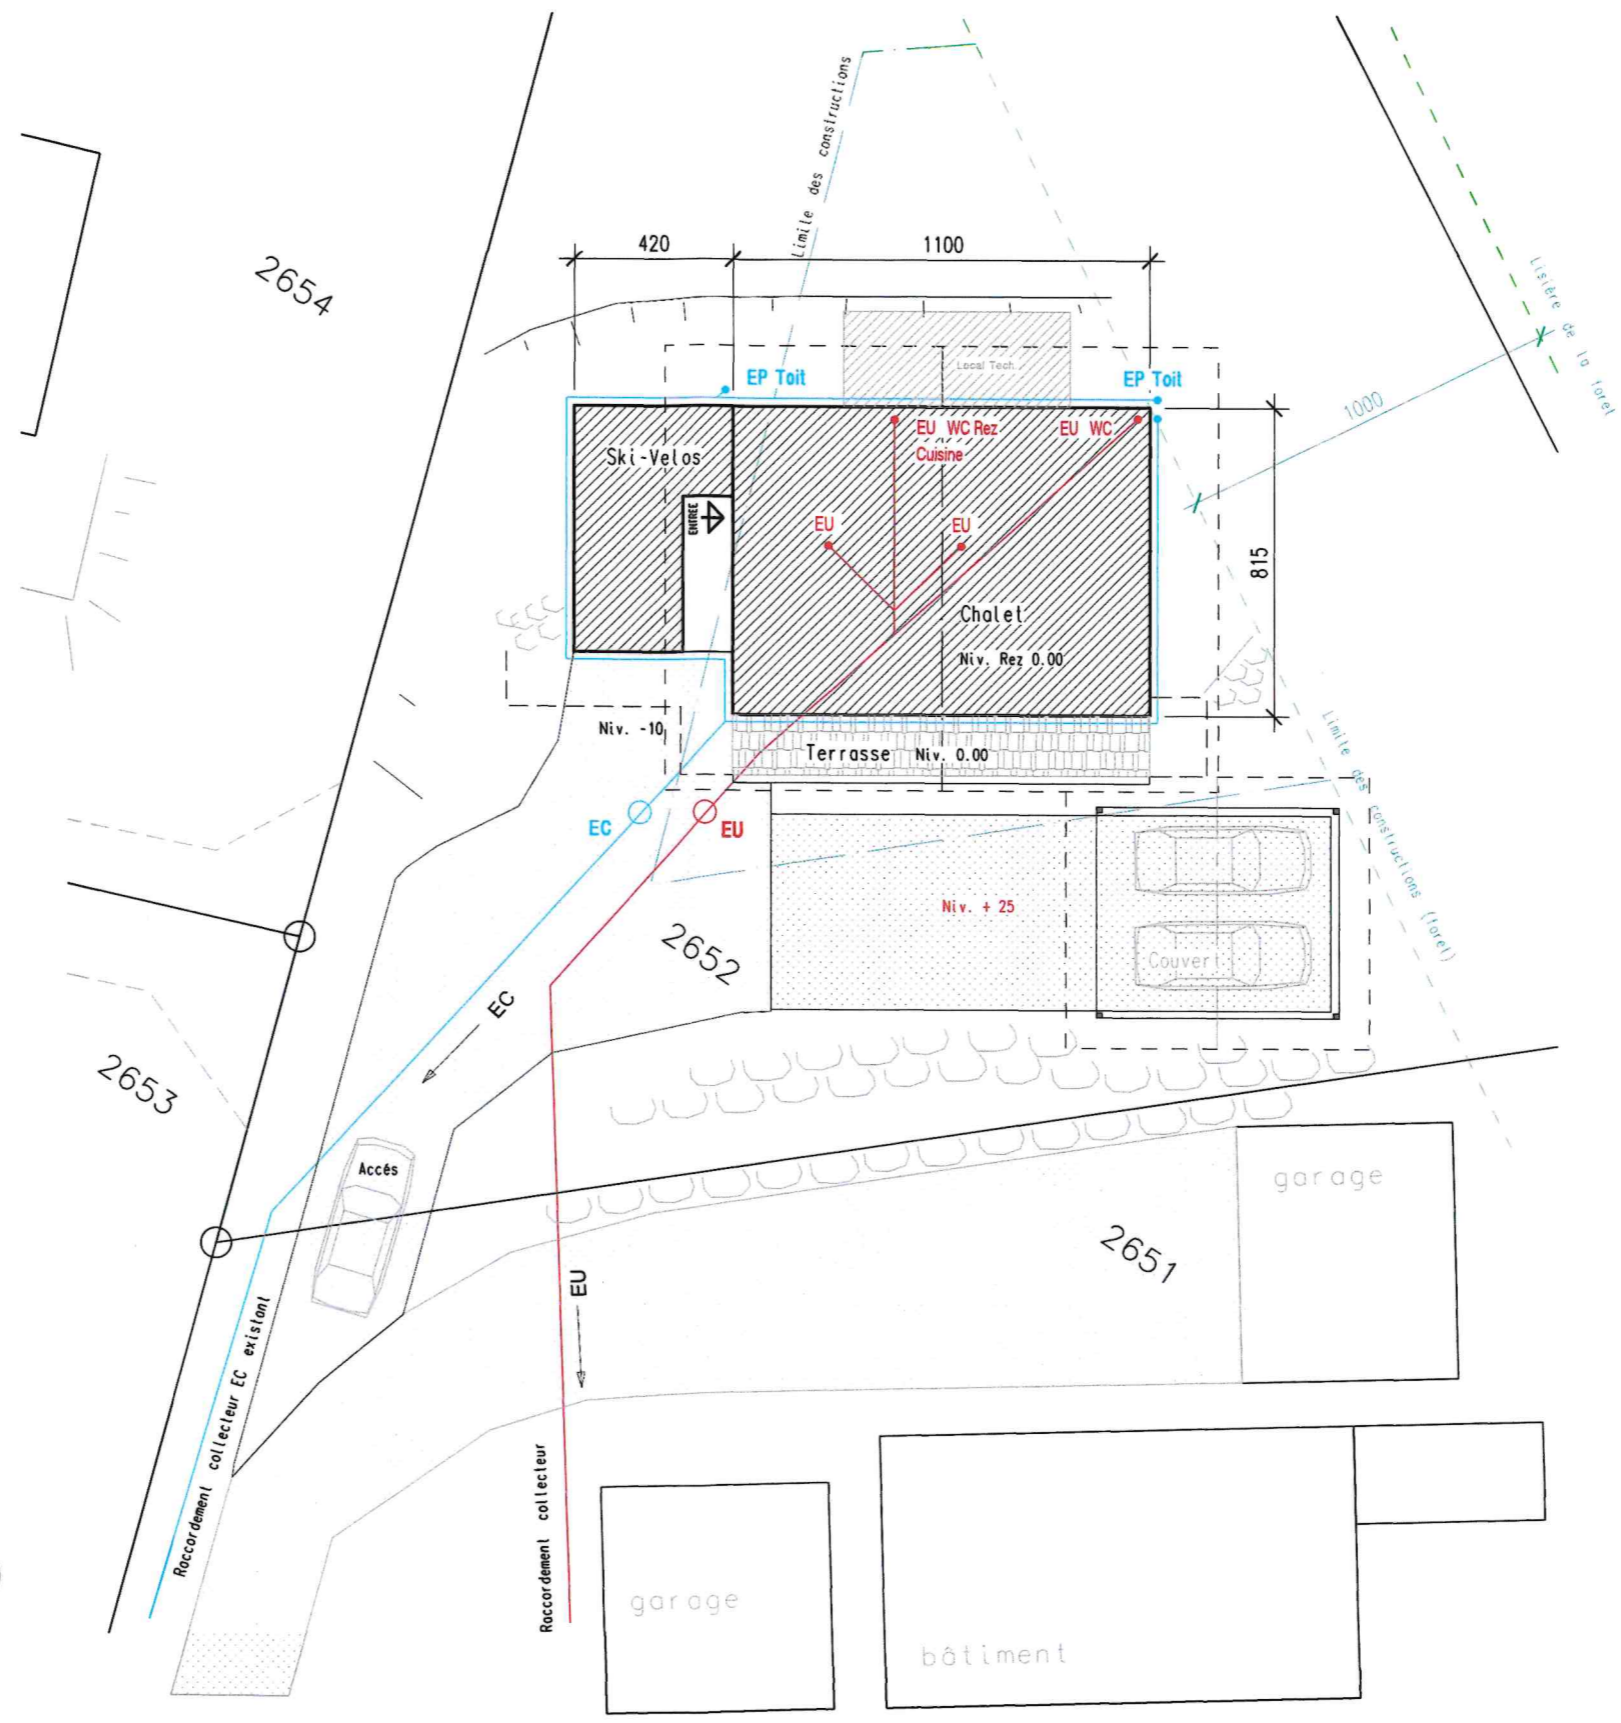 Limite des constructions
2654
420
1100
Lisière de la foret
Local Tech.
EP Toit
EP Toit
1000
EU WC Rez
Cuisine
EU WC
Ski-Velos
ENTREE
EU
EU
815
Chalet
Niv. Rez 0.00
Niv. -10
Terrasse Niv. 0.00
Limite des constructions (foret)
EC
EU
Niv. + 25
2652
Couvert
EC
2653
Accés
garage
2651
EU
Raccordement collecteur EC existant
Raccordement collecteur
garage
bâtiment